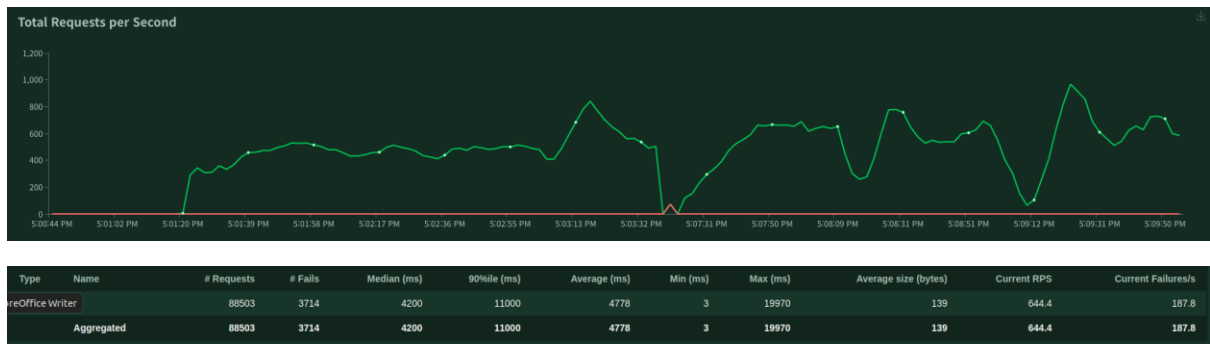 Total Requests per Second
1,200
1,000
800
600
400
200
0
5:00:44 PM 5:01:02 PM 5:01:20 PM 5:01:39 PM 5:01:58 PM 5:02:17 PM 5:02:36 PM 5:02:55 PM 5:03:13 PM 5:03:32 PM 5:07:31 PM 5:07:50 PM 5:08:09 PM 5:08:31 PM 5:08:51 PM 5:09:12 PM 5:09:31 PM 5:09:50 PM
Type Name # Requests # Fails Median (ms) 90%ile (ms) Average (ms) Min (ms) Max (ms) Average size (bytes) Current RPS Current Failures/s
reOffice Writer 88503 3714 4200 11000 4778 3 19970 139 644.4 187.8
Aggregated 88503 3714 4200 11000 4778 3 19970 139 644.4 187.8